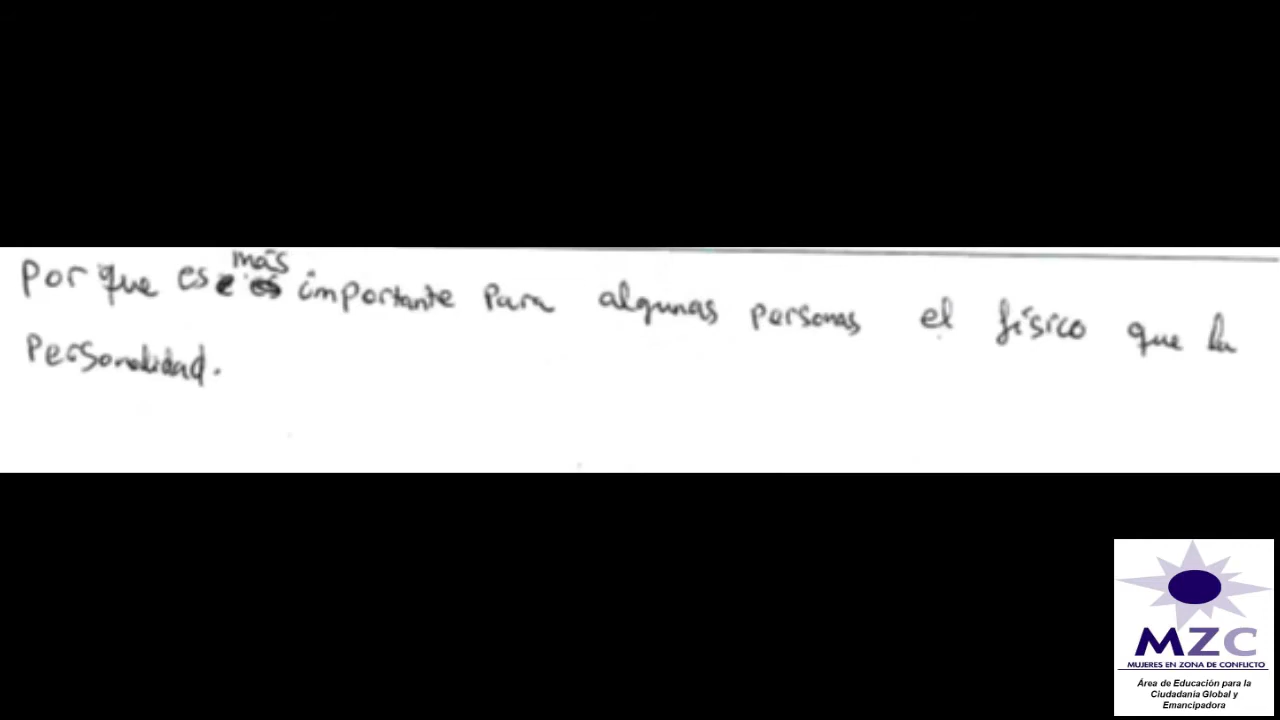 más
Por que es importante para algunas personas el físico que la
Personalidad.
MZC
MUJERES EN ZONA DE CONFLICTO
Área de Educación para la
Ciudadanía Global y
Emancipadora